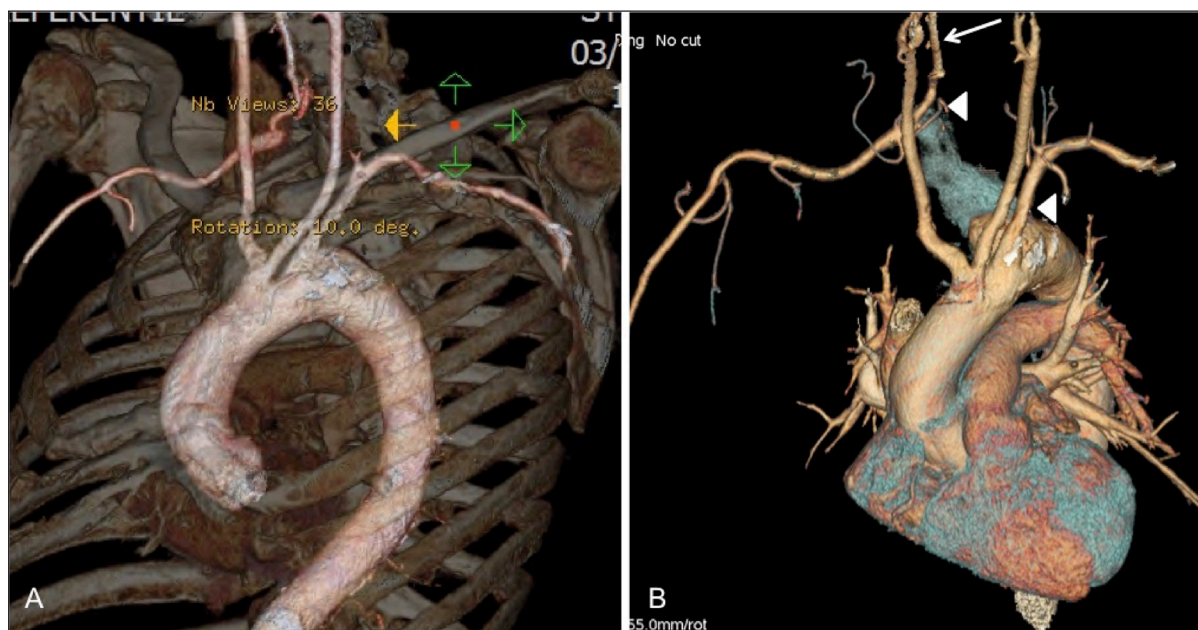 03/
Nb Views: 36
Rotation: 10.0 deg.
A
No cut
B
55.0mm/rot